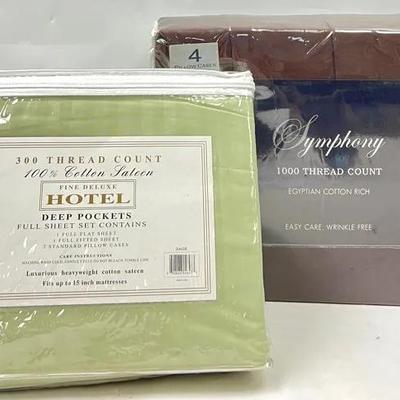 300 THREAD COUNT
100% Cotton Sateen
FINE DELUXE
HOTEL
DEEP POCKETS
FULL SHEET SET CONTAINS
1 FULL FLAT SHEET
1 FULL FITTED SHEET
2 STANDARD PILLOW CASES
SAGE
CARE INSTRUCTIONS
Luxurious heavyweight cotton sateen
Fits up to 15 inch mattresses
4
PILLOW CASES
Symphony
1000 THREAD COUNT
EGYPTIAN COTTON RICH
EASY CARE, WRINKLE FREE